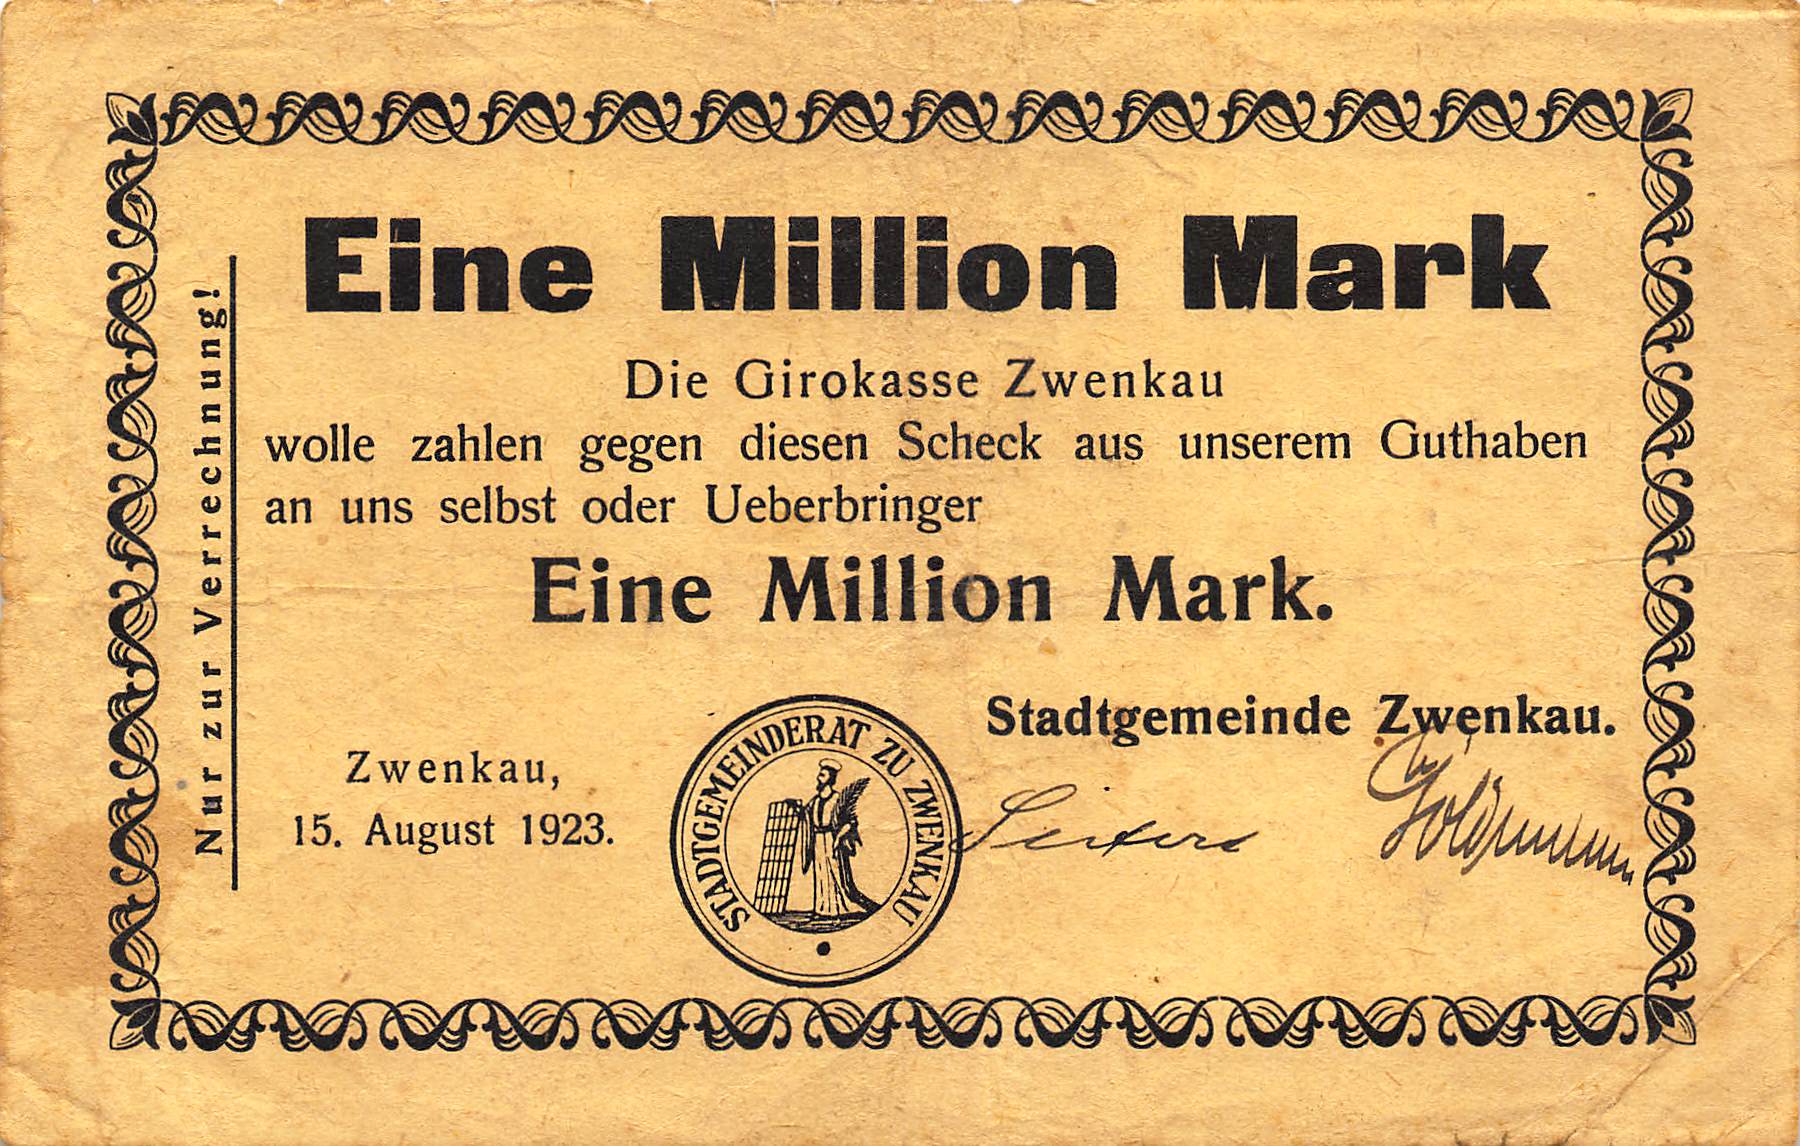 Eine Million Mark
Nur zur Verrechnung!
Die Girokasse Zwenkau
wolle zahlen gegen diesen Scheck aus unserem Guthaben
an uns selbst oder Ueberbringer
Eine Million Mark.
Stadtgemeinde Zwenkau.
Zwenkau,
15. August 1923.
STADTGEMEINDERAT ZU ZWENKAU